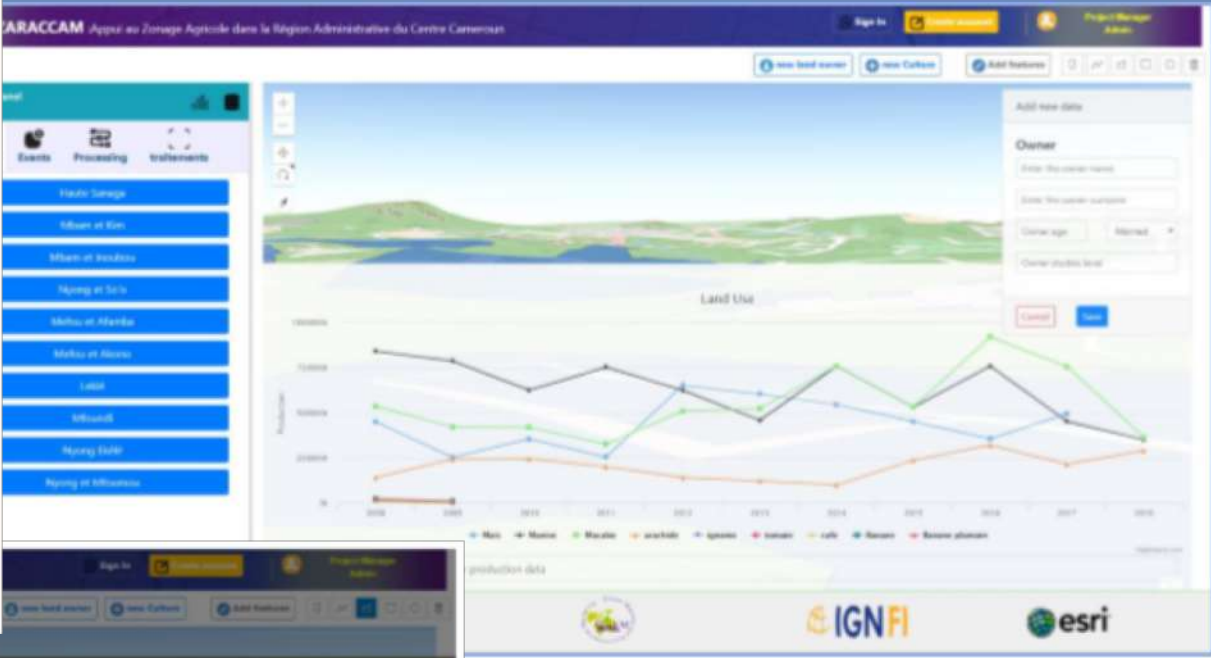 ZARACCAM :Appui au Zonage Agricole dans la Région Administrative du Centre Cameroun
Sign In
Create account
Project Manager
Admin
new land owner
new Culture
Add features
Events
Processing
traitements
Haute Sanaga
Mbam et Kim
Mbam et Inoubou
Nyong et So'o
Mefou et Afamba
Mefou et Akono
Lekié
Mfoundi
Nyong
Nyong et Mfoumou
Add new data
Owner
Enter the owner name
Enter the owner surname
Owner age
Married
Owner studies level
Cancel
Save
Land Use
Production
2008 2009 2010 2011 2012 2013 2014 2015 2016 2017 2018
Mais Manioc Macabo arachide igname tomate cafe Banane Banane plantain
production data
Sign In
Create account
Project Manager
Admin
new land owner
new Culture
Add features
IGN FI
esri